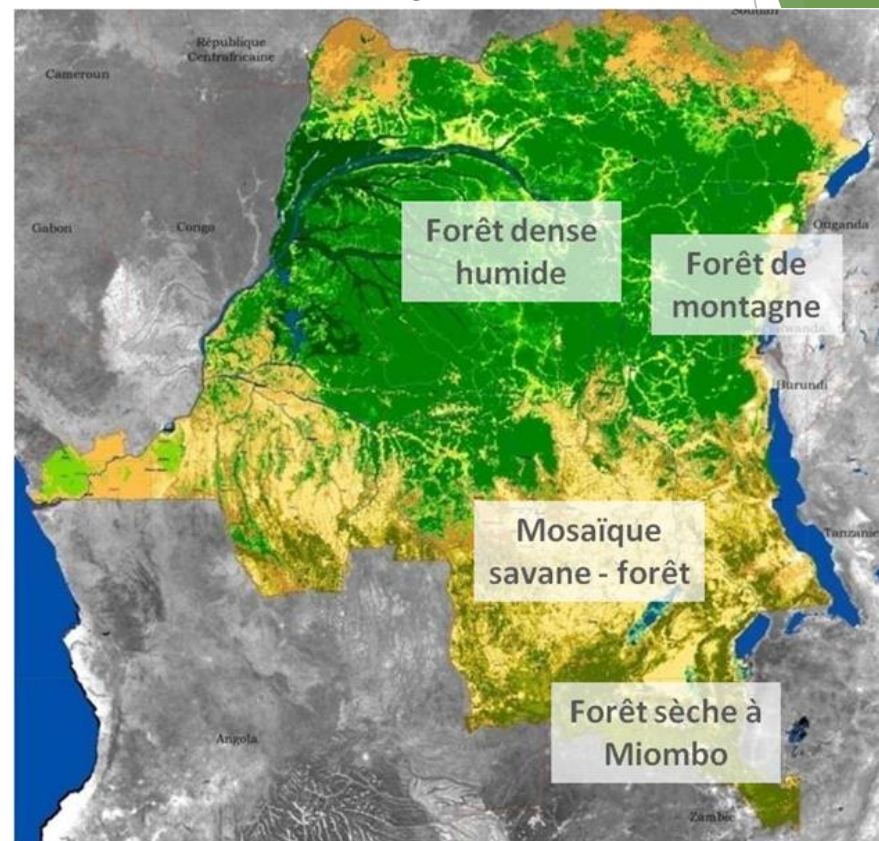 Soudan
République
Centrafricaine
Cameroun
Ouganda
Gabon
Congo
Forêt dense
humide
Forêt de
montagne
Burundi
Mosaïque
savane - forêt
Tanzanie
Forêt sèche à
Miombo
Angola
Zambie